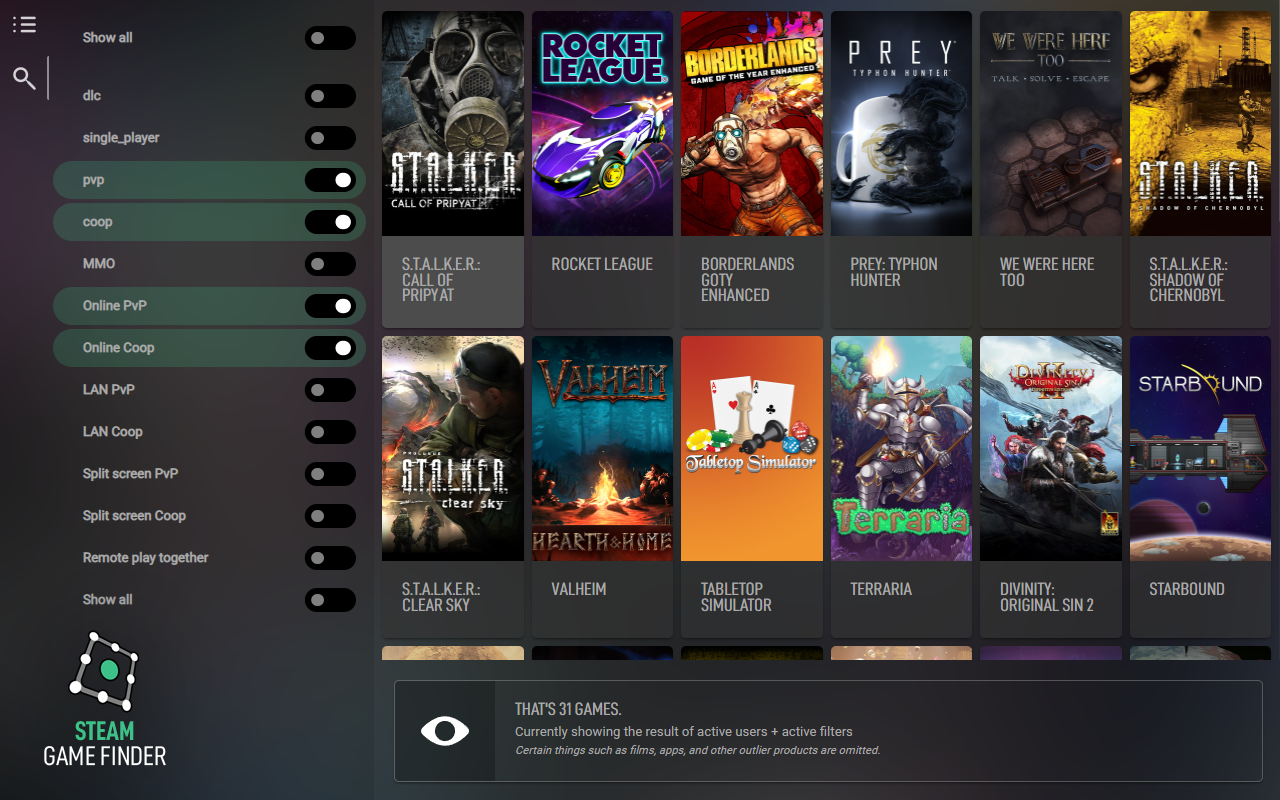 Show all
dlc
single_player
pvp
coop
MMO
Online PvP
Online Coop
LAN PvP
LAN Coop
Split screen PvP
Split screen Coop
Remote play together
Show all
STEAM
GAME FINDER
S.T.A.L.K.E.R
CALL OF PRIPYAT
S.T.A.L.K.E.R.:
CALL OF
PRIPYAT
ROCKET
LEAGUE
ROCKET LEAGUE
BORDERLANDS
GAME OF THE YEAR ENHANCED
BORDERLANDS
GOTY
ENHANCED
PREY
TYPHON HUNTER
PREY: TYPHON
HUNTER
WE WERE HERE
TOO
TALK • SOLVE • ESCAPE
WE WERE HERE
TOO
S.T.A.L.K.E.R
SHADOW OF CHERNOBYL
S.T.A.L.K.E.R.:
SHADOW OF
CHERNOBYL
PROLOGUE
S.T.A.L.K.E.R
clear sky
S.T.A.L.K.E.R.:
CLEAR SKY
VALHEIM
HEARTH & HOME
VALHEIM
A
A
Tabletop Simulator
TABLETOP
SIMULATOR
Terraria
TERRARIA
DIVINITY
II
ORIGINAL SIN
DEFINITIVE EDITION
DIVINITY:
ORIGINAL SIN 2
STARBOUND
STARBOUND
THAT'S 31 GAMES.
Currently showing the result of active users + active filters
Certain things such as films, apps, and other outlier products are omitted.